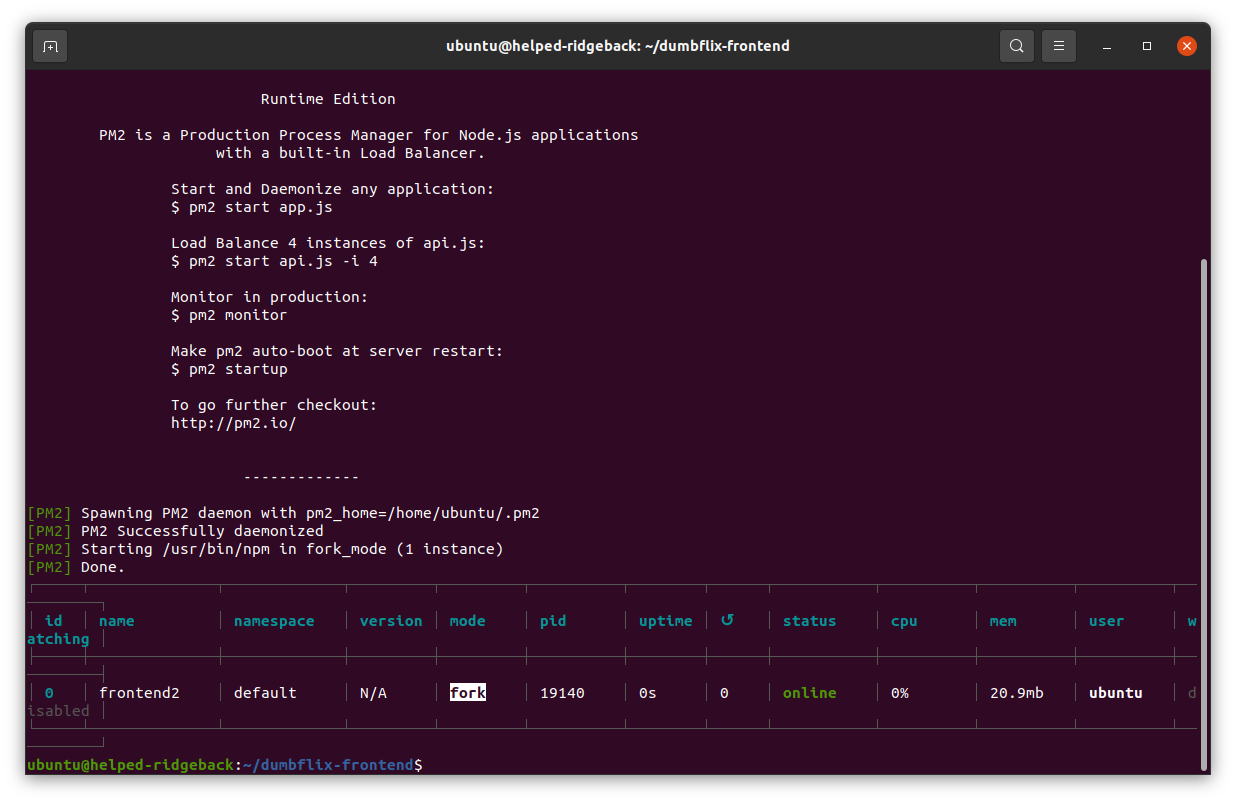 ubuntu@helped-ridgeback: ~/dumbflix-frontend
Runtime Edition
PM2 is a Production Process Manager for Node.js applications
with a built-in Load Balancer.
Start and Daemonize any application:
$ pm2 start app.js
Load Balance 4 instances of api.js:
$ pm2 start api.js -i 4
Monitor in production:
$ pm2 monitor
Make pm2 auto-boot at server restart:
$ pm2 startup
To go further checkout:
http://pm2.io/
-------------
[PM2] Spawning PM2 daemon with pm2_home=/home/ubuntu/.pm2
[PM2] PM2 Successfully daemonized
[PM2] Starting /usr/bin/npm in fork_mode (1 instance)
[PM2] Done.
│ id │ name │ namespace │ version │ mode │ pid │ uptime │ ↺ │ status │ cpu │ mem │ user │ w
atching │
│ 0 │ frontend2 │ default │ N/A │ fork │ 19140 │ 0s │ 0 │ online │ 0% │ 20.9mb │ ubuntu │ d
isabled │
ubuntu@helped-ridgeback:~/dumbflix-frontend$